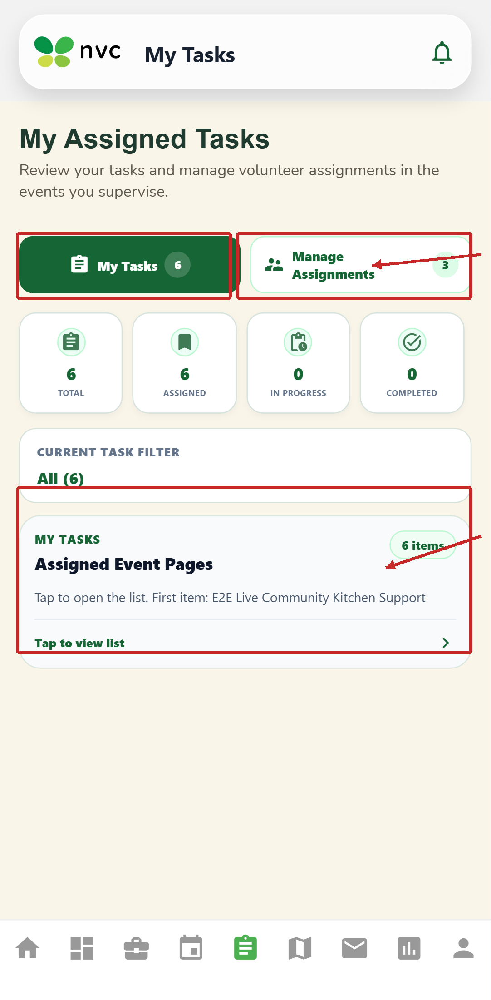 nvc
My Tasks
My Assigned Tasks
Review your tasks and manage volunteer assignments in the
events you supervise.
My Tasks 6
Manage
Assignments
3
6
TOTAL
6
ASSIGNED
0
IN PROGRESS
0
COMPLETED
CURRENT TASK FILTER
All (6)
MY TASKS
6 items
Assigned Event Pages
Tap to open the list. First item: E2E Live Community Kitchen Support
Tap to view list